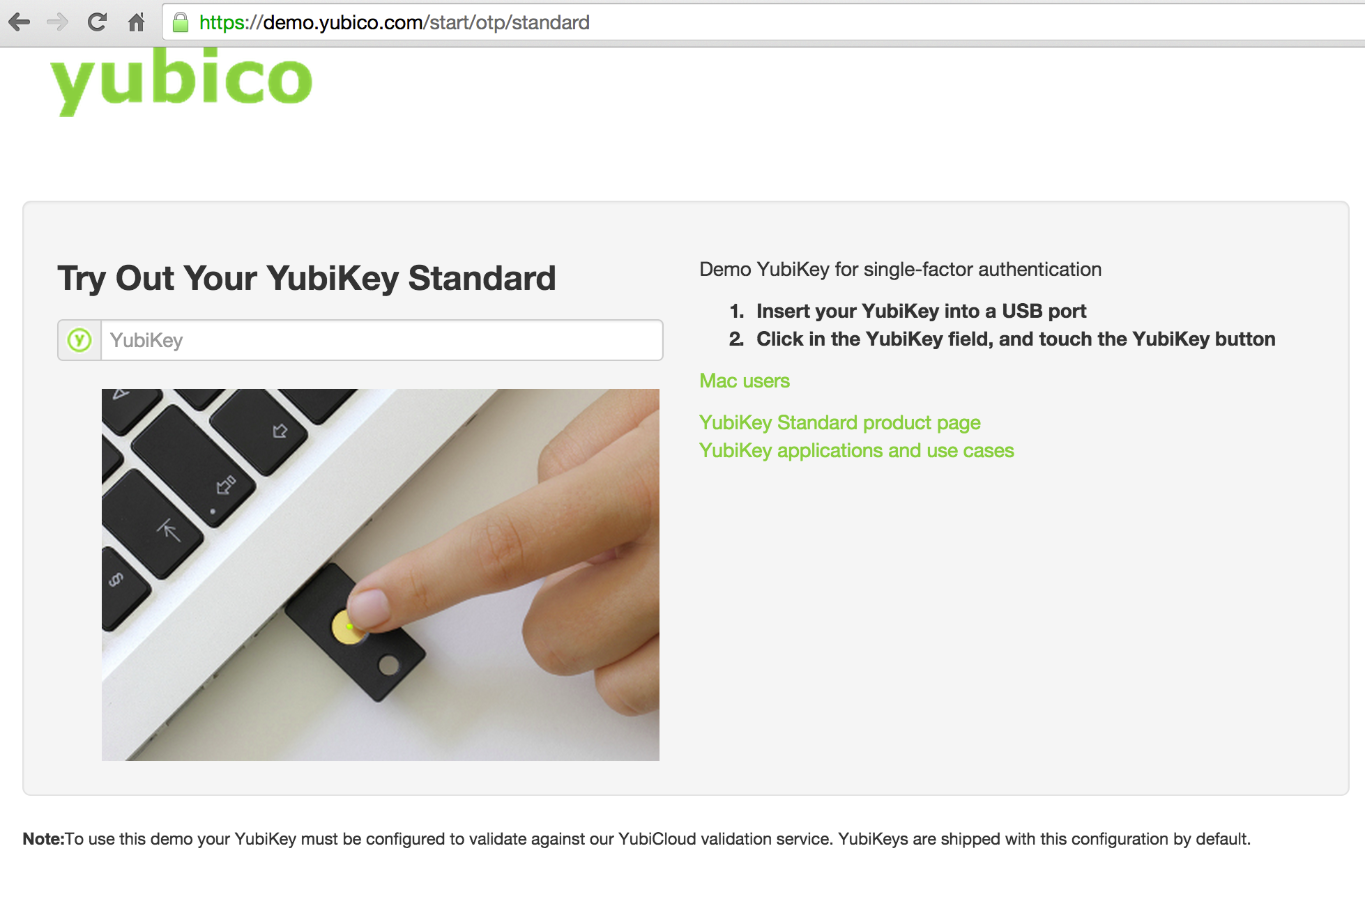 https://demo.yubico.com/start/otp/standard
yubico
Try Out Your YubiKey Standard
YubiKey
Demo YubiKey for single-factor authentication
1. Insert your YubiKey into a USB port
2. Click in the YubiKey field, and touch the YubiKey button
Mac users
YubiKey Standard product page
YubiKey applications and use cases
§
Note:To use this demo your YubiKey must be configured to validate against our YubiCloud validation service. YubiKeys are shipped with this configuration by default.